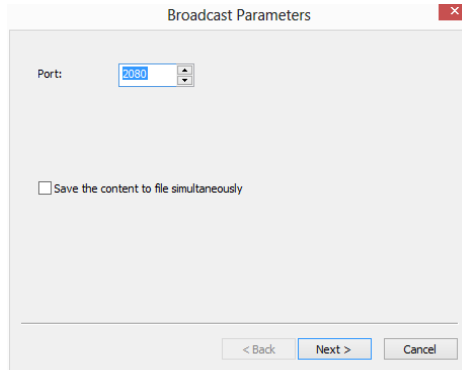 Broadcast Parameters
Port: 2080
Save the content to file simultaneously
< Back Next > Cancel